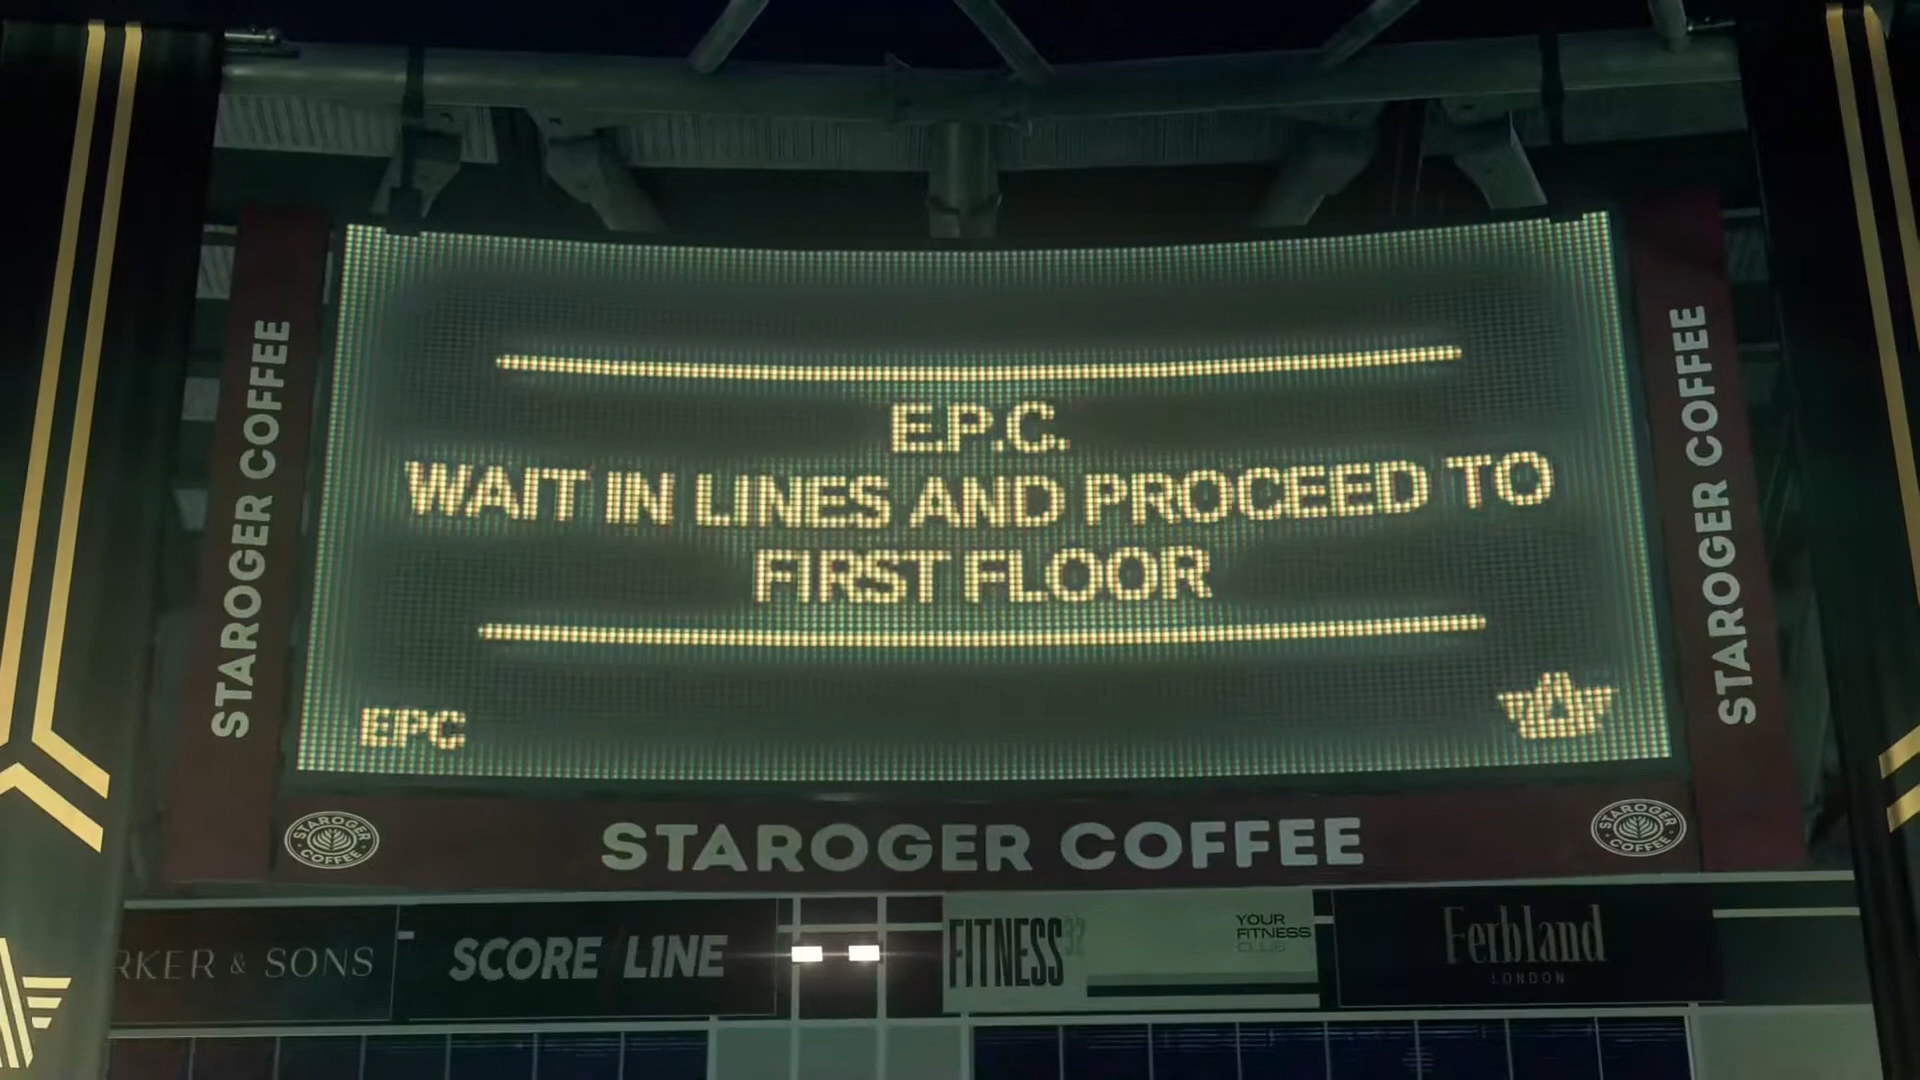 E.P.C.
WAIT IN LINES AND PROCEED TO
FIRST FLOOR
EPC
STAROGER COFFEE
STAROGER COFFEE
STAROGER COFFEE
STAROGER COFFEE
STAROGER COFFEE
RKER & SONS
SCORE LINE
FITNESS 32
YOUR
FITNESS
CLUB
Ferbland
LONDON